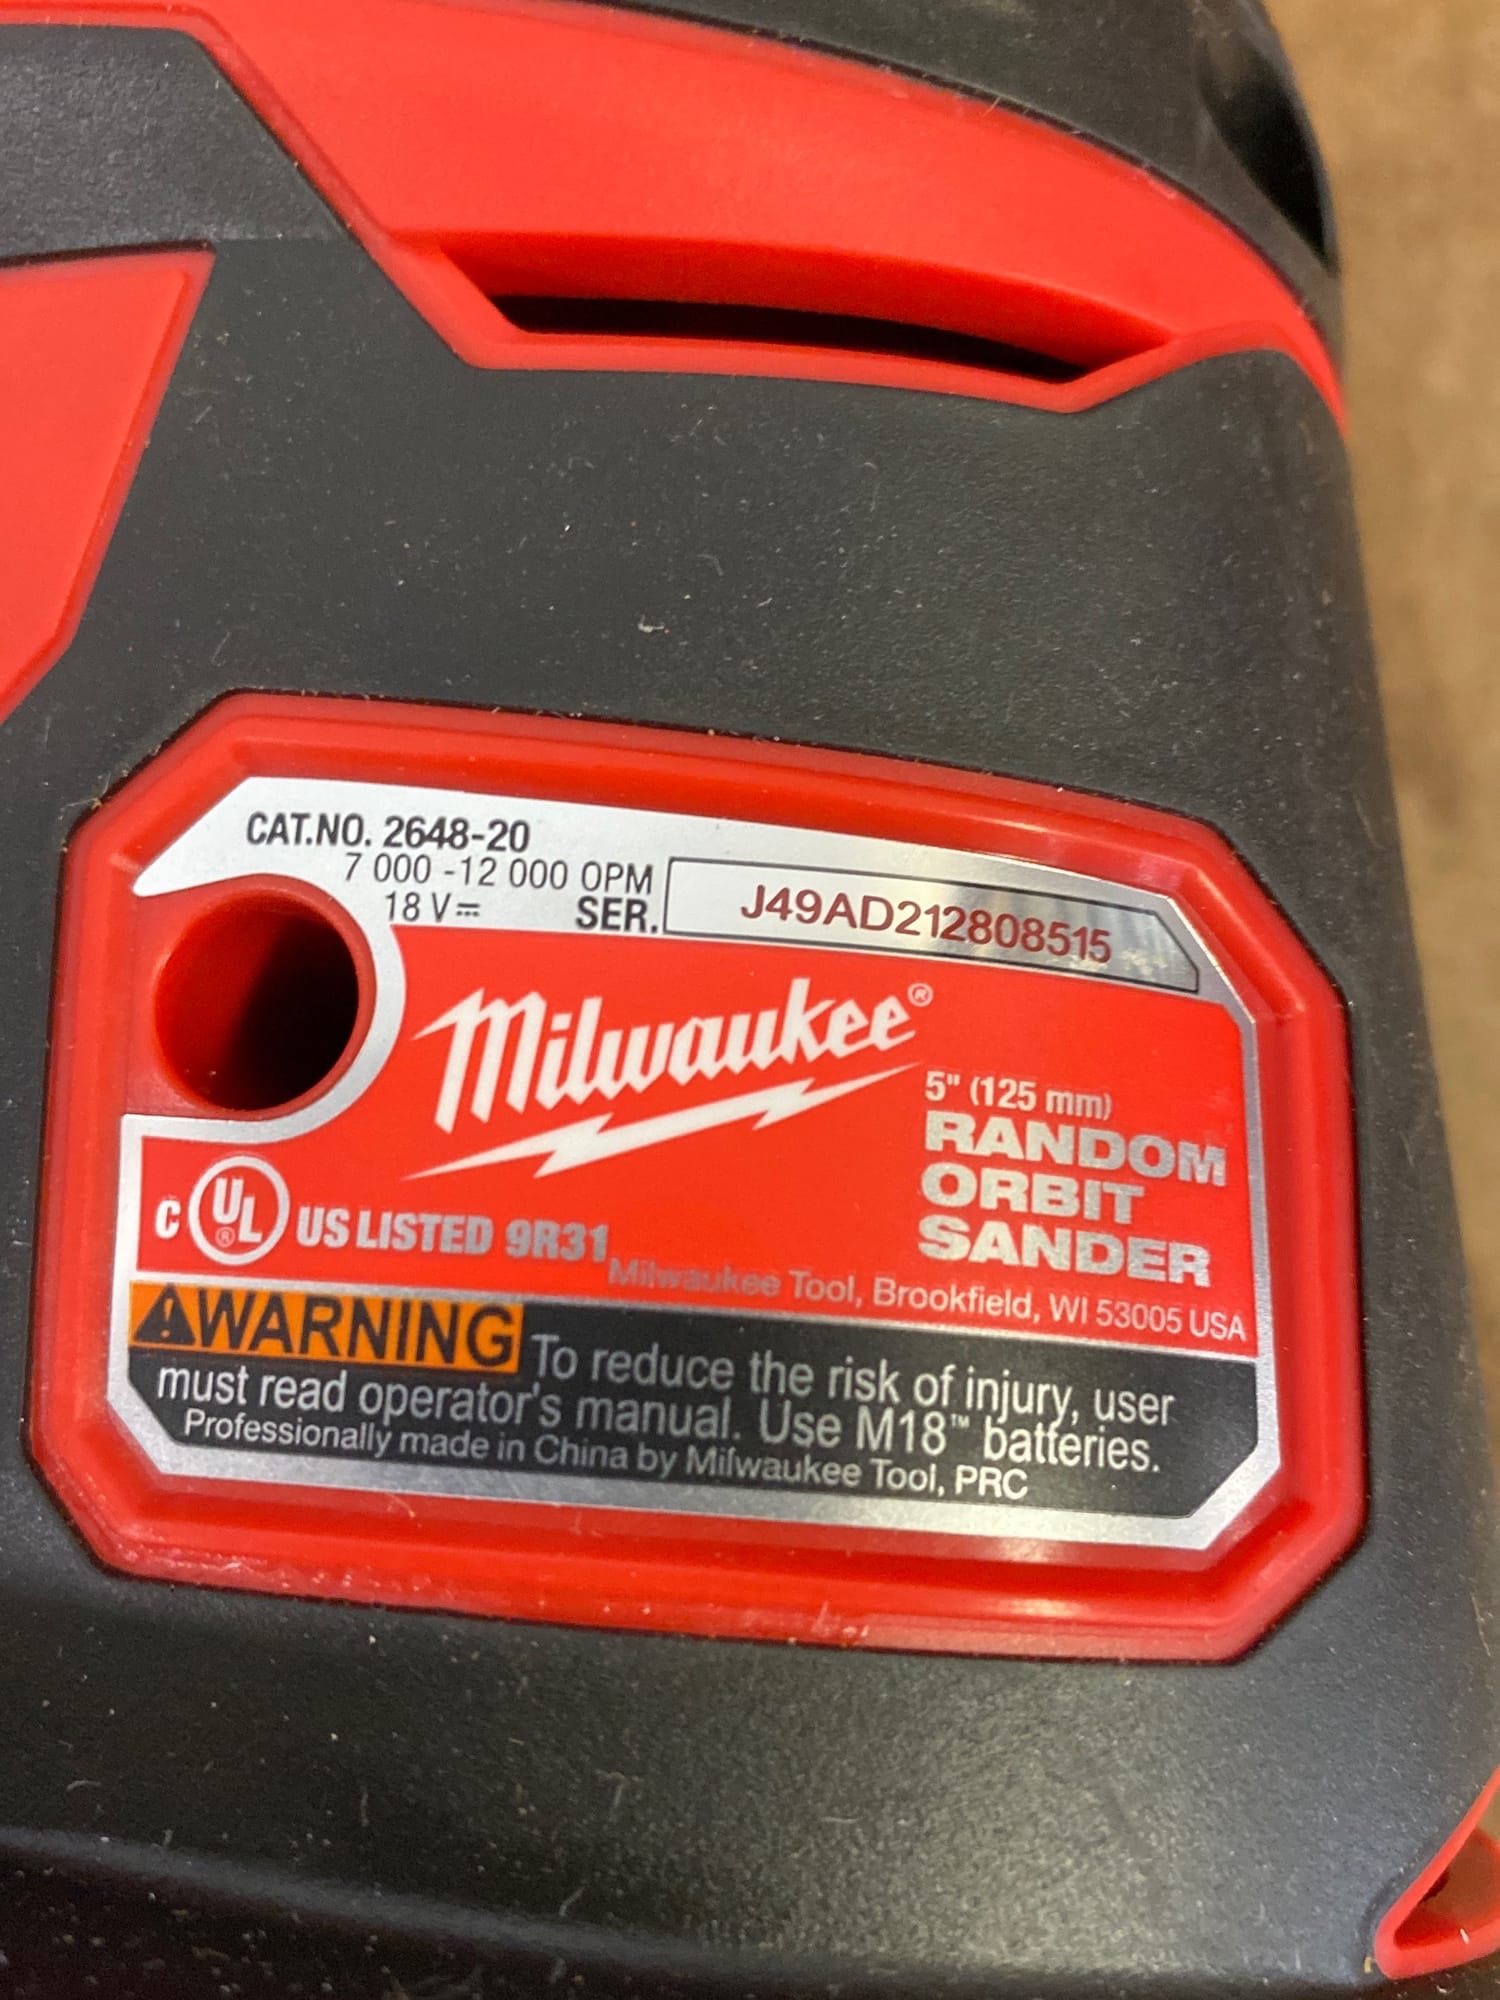 CAT.NO. 2648-20
7 000 -12 000 OPM
18 V⎓ SER. J49AD212808515
Milwaukee®
5" (125 mm)
RANDOM
ORBIT
SANDER
C UL® US LISTED 9R31
Milwaukee Tool, Brookfield, WI 53005 USA
⚠WARNING To reduce the risk of injury, user
must read operator's manual. Use M18™ batteries.
Professionally made in China by Milwaukee Tool, PRC